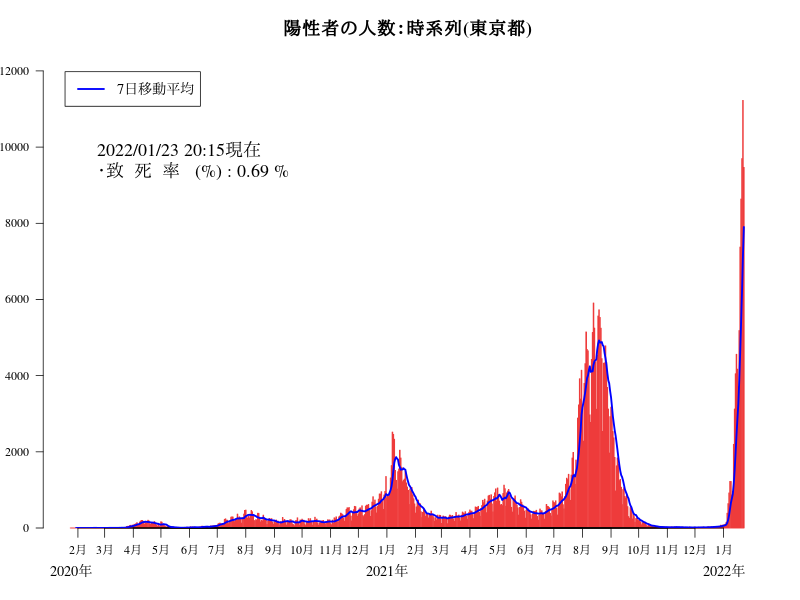 陽性者の人数：時系列(東京都)
7日移動平均
2022/01/23 20:15現在
・致 死 率 (%) : 0.69 %
12000
10000
8000
6000
4000
2000
0
2月 3月 4月 5月 6月 7月 8月 9月 10月 11月 12月 1月 2月 3月 4月 5月 6月 7月 8月 9月 10月 11月 12月 1月
2020年 2021年 2022年